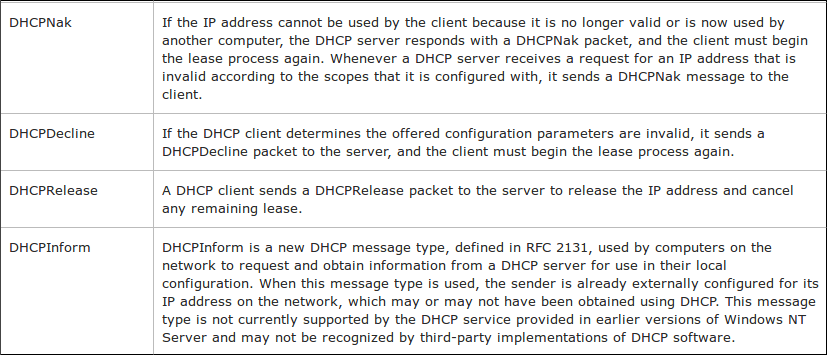 DHCPNak
If the IP address cannot be used by the client because it is no longer valid or is now used by
another computer, the DHCP server responds with a DHCPNak packet, and the client must begin
the lease process again. Whenever a DHCP server receives a request for an IP address that is
invalid according to the scopes that it is configured with, it sends a DHCPNak message to the
client.
DHCPDecline
If the DHCP client determines the offered configuration parameters are invalid, it sends a
DHCPDecline packet to the server, and the client must begin the lease process again.
DHCPRelease
A DHCP client sends a DHCPRelease packet to the server to release the IP address and cancel
any remaining lease.
DHCPInform
DHCPInform is a new DHCP message type, defined in RFC 2131, used by computers on the
network to request and obtain information from a DHCP server for use in their local
configuration. When this message type is used, the sender is already externally configured for its
IP address on the network, which may or may not have been obtained using DHCP. This message
type is not currently supported by the DHCP service provided in earlier versions of Windows NT
Server and may not be recognized by third-party implementations of DHCP software.